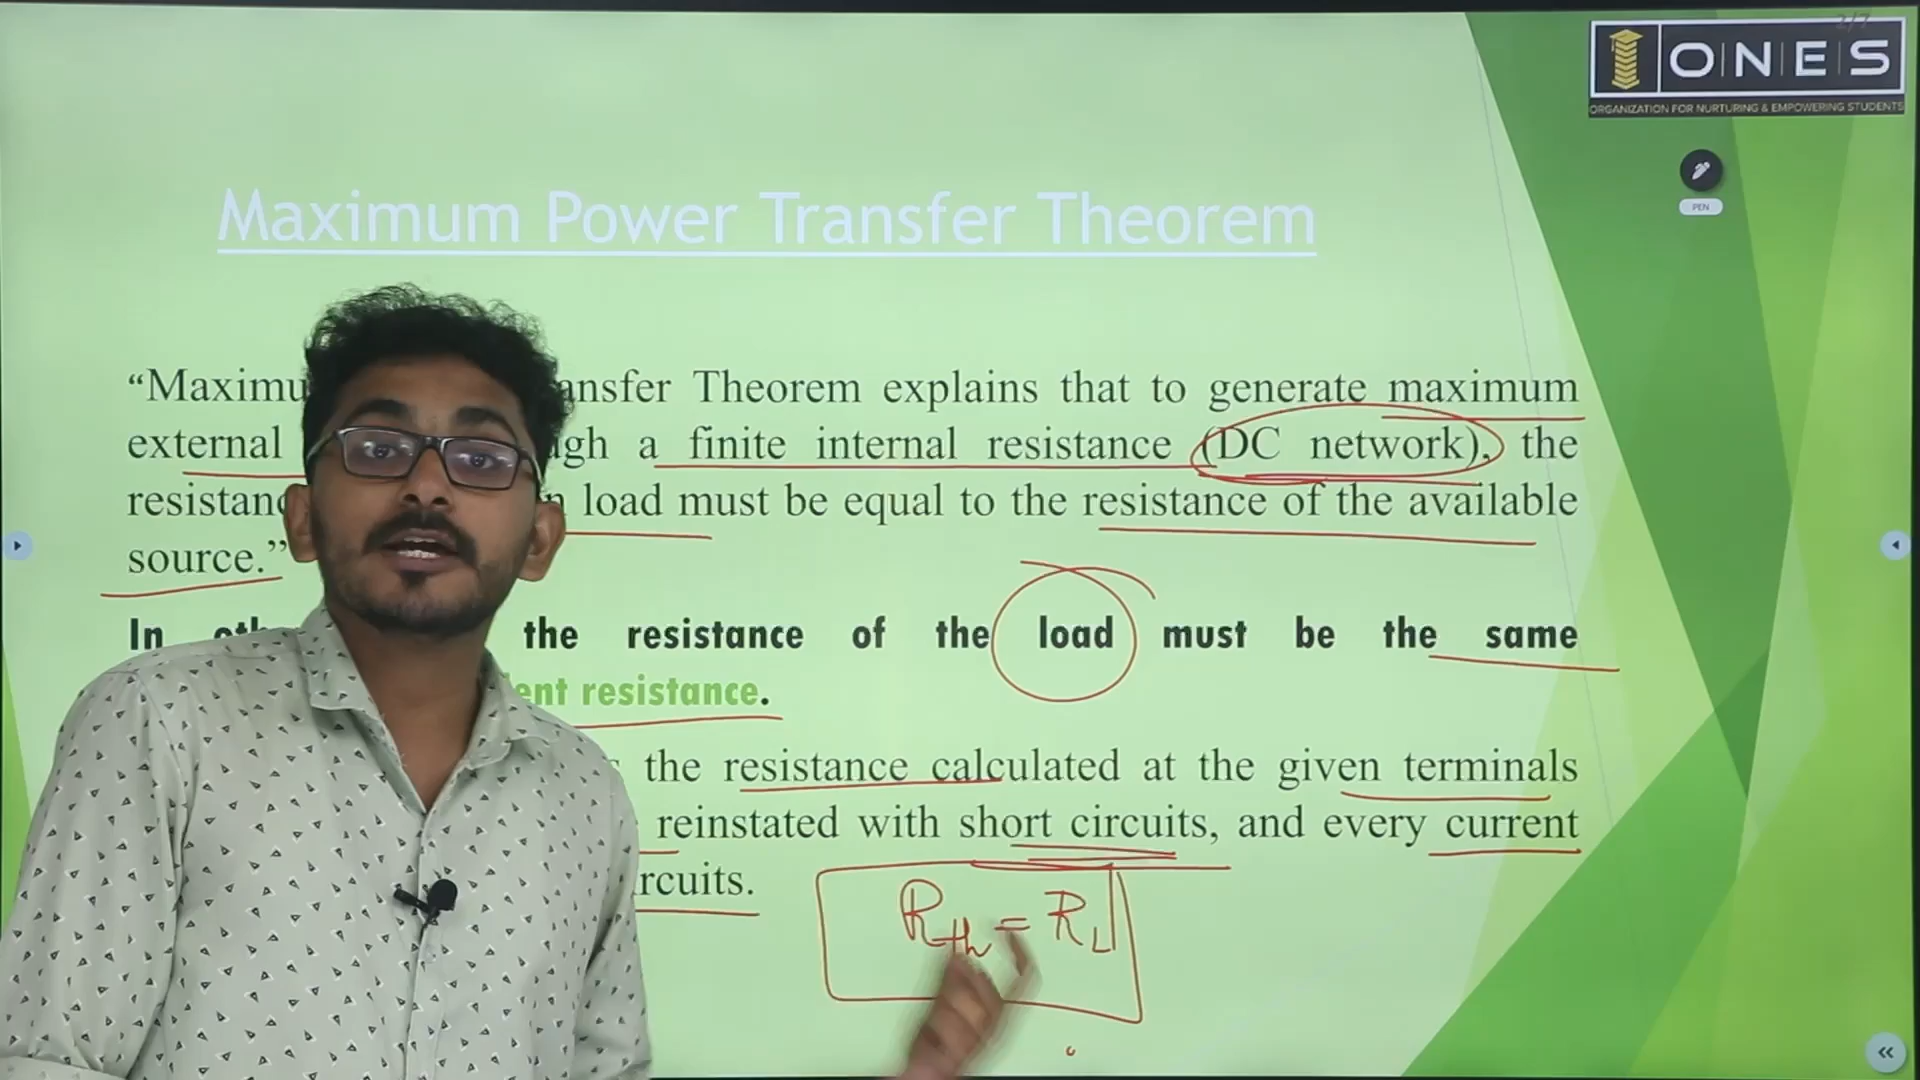 2/7
ONES
ORGANIZATION FOR NURTURING & EMPOWERING STUDENTS
PEN
Maximum Power Transfer Theorem
“Maximu ansfer Theorem explains that to generate maximum
external gh a finite internal resistance (DC network), the
resistanc n load must be equal to the resistance of the available
source.”
In oth the resistance of the load must be the same
ent resistance.
the resistance calculated at the given terminals
reinstated with short circuits, and every current
rcuits.
Rth = RL